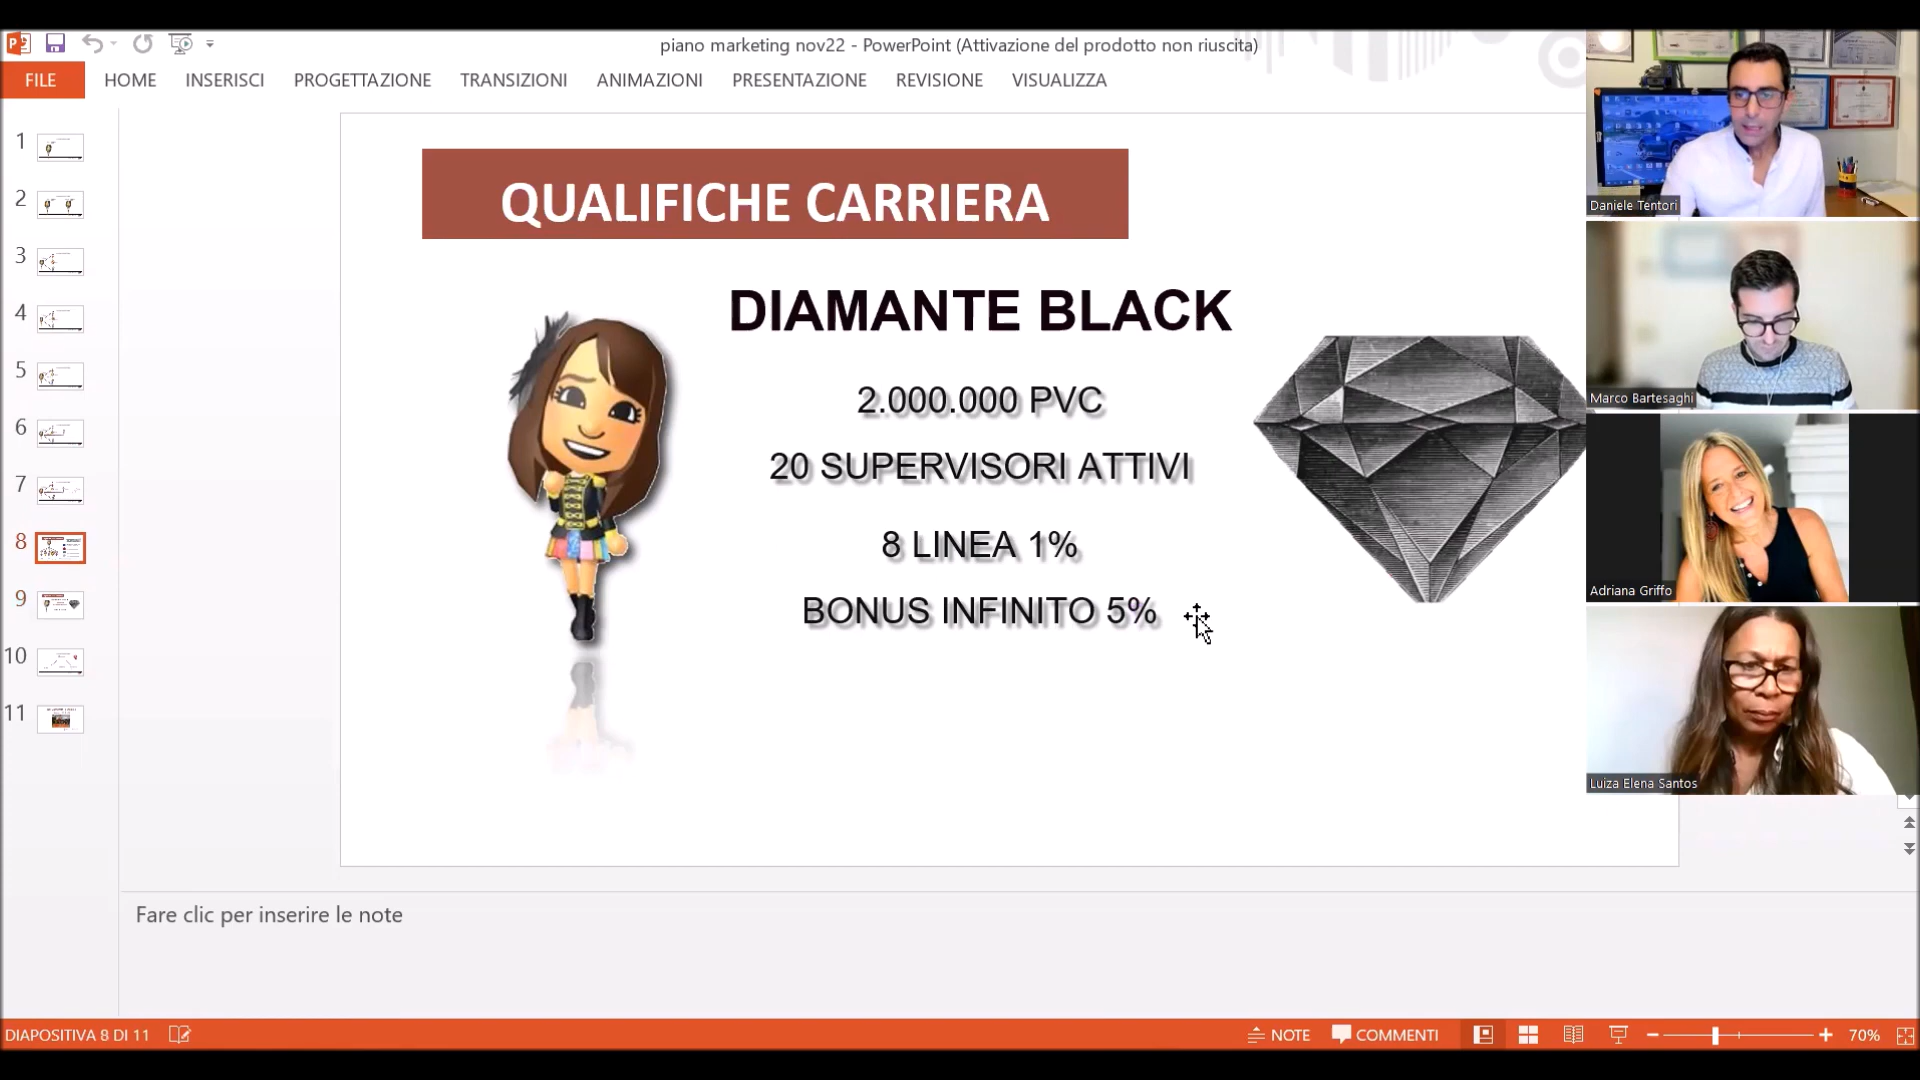 piano marketing nov22 - PowerPoint (Attivazione del prodotto non riuscita)
FILE HOME INSERISCI PROGETTAZIONE TRANSIZIONI ANIMAZIONI PRESENTAZIONE REVISIONE VISUALIZZA
1
2
3
4
5
6
7
8
9
10
11
QUALIFICHE CARRIERA
DIAMANTE BLACK
2.000.000 PVC
20 SUPERVISORI ATTIVI
8 LINEA 1%
BONUS INFINITO 5%
Daniele Tentori
Marco Bartesaghi
Adriana Griffo
Luiza Elena Santos
Fare clic per inserire le note
DIAPOSITIVA 8 DI 11
NOTE COMMENTI 70%